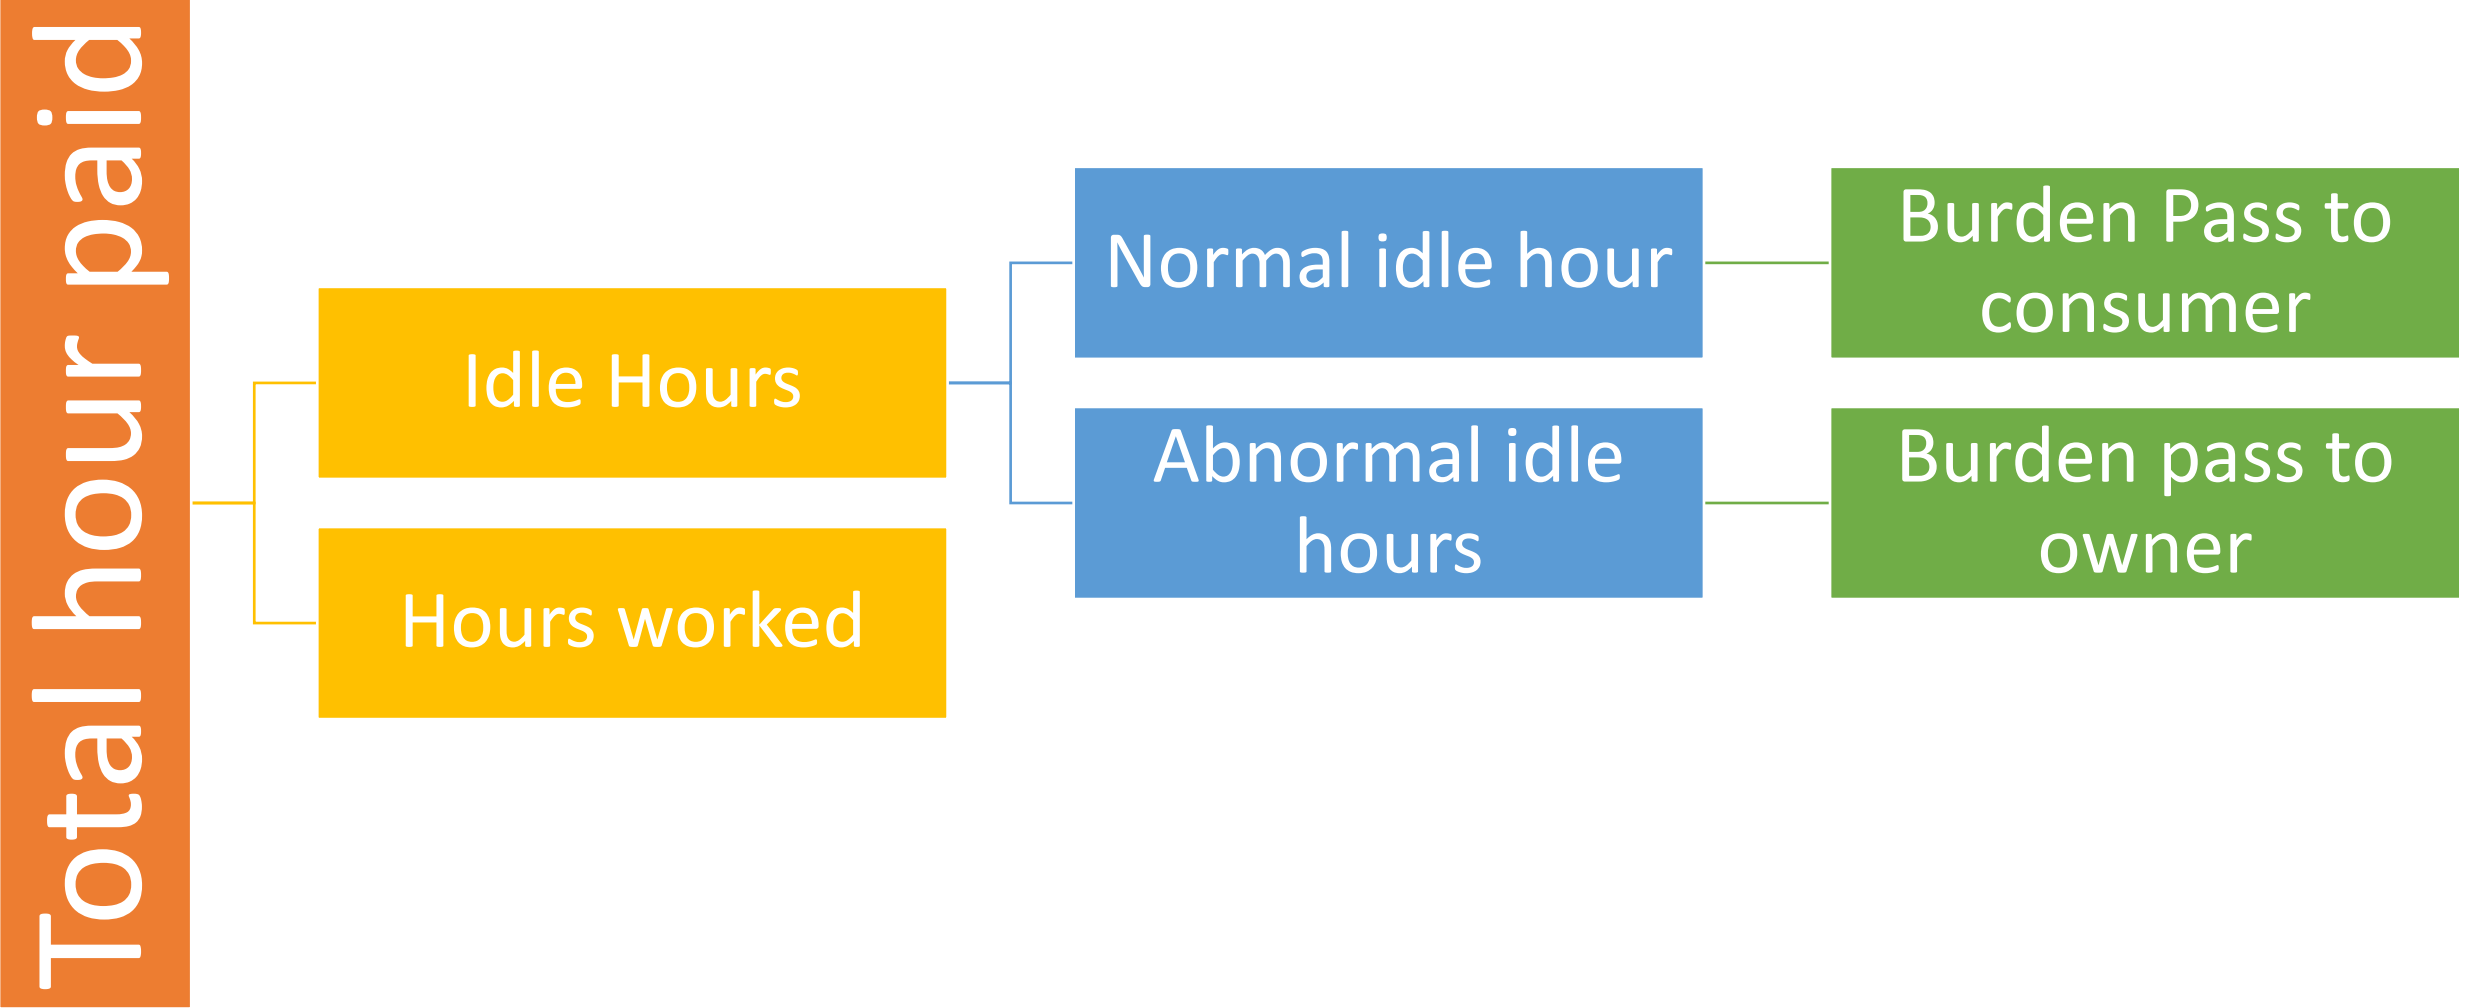 Total hour paid
Idle Hours
Hours worked
Normal idle hour
Abnormal idle
hours
Burden Pass to
consumer
Burden pass to
owner